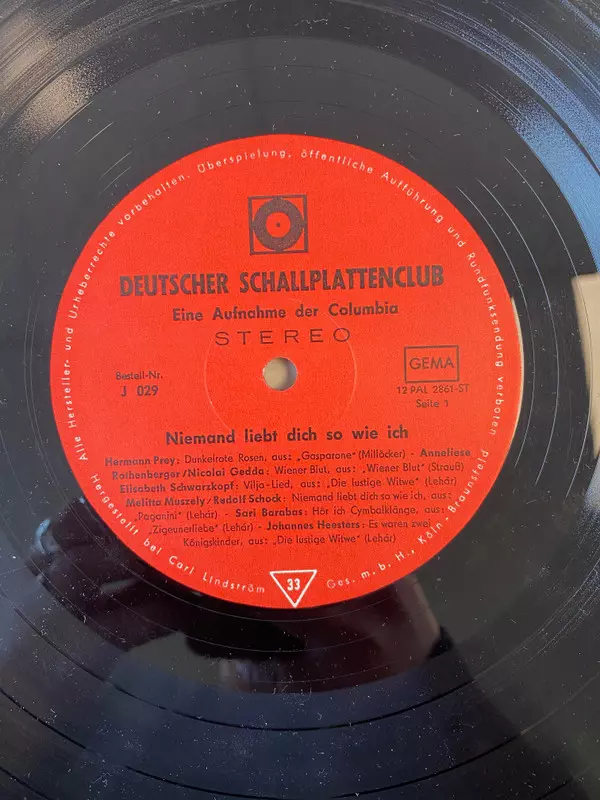 Alle Hersteller- und Urheberrechte vorbehalten. Überspielung, öffentliche Aufführung und Rundfunksendung verboten
DEUTSCHER SCHALLPLATTENCLUB
Eine Aufnahme der Columbia
STEREO
Bestell-Nr.
J 029
GEMA
12 PAL 2861-ST
Seite 1
Niemand liebt dich so wie ich
Hermann Prey: Dunkelrote Rosen, aus: „Gasparone“ (Millöcker) - Anneliese
Rothenberger/Nicolai Gedda: Wiener Blut, aus: „Wiener Blut“ (Strauß)
Elisabeth Schwarzkopf: Vilja-Lied, aus: „Die lustige Witwe“ (Lehár)
Melitta Muszely/Rudolf Schock: Niemand liebt dich so wie ich, aus:
„Paganini“ (Lehár) - Sari Barabas: Hör ich Cymbalklänge, aus:
„Zigeunerliebe“ (Lehár) - Johannes Heesters: Es waren zwei
Königskinder, aus: „Die lustige Witwe“ (Lehár)
33
Hergestellt bei Carl Lindström Ges. m. b. H., Köln-Braunsfeld